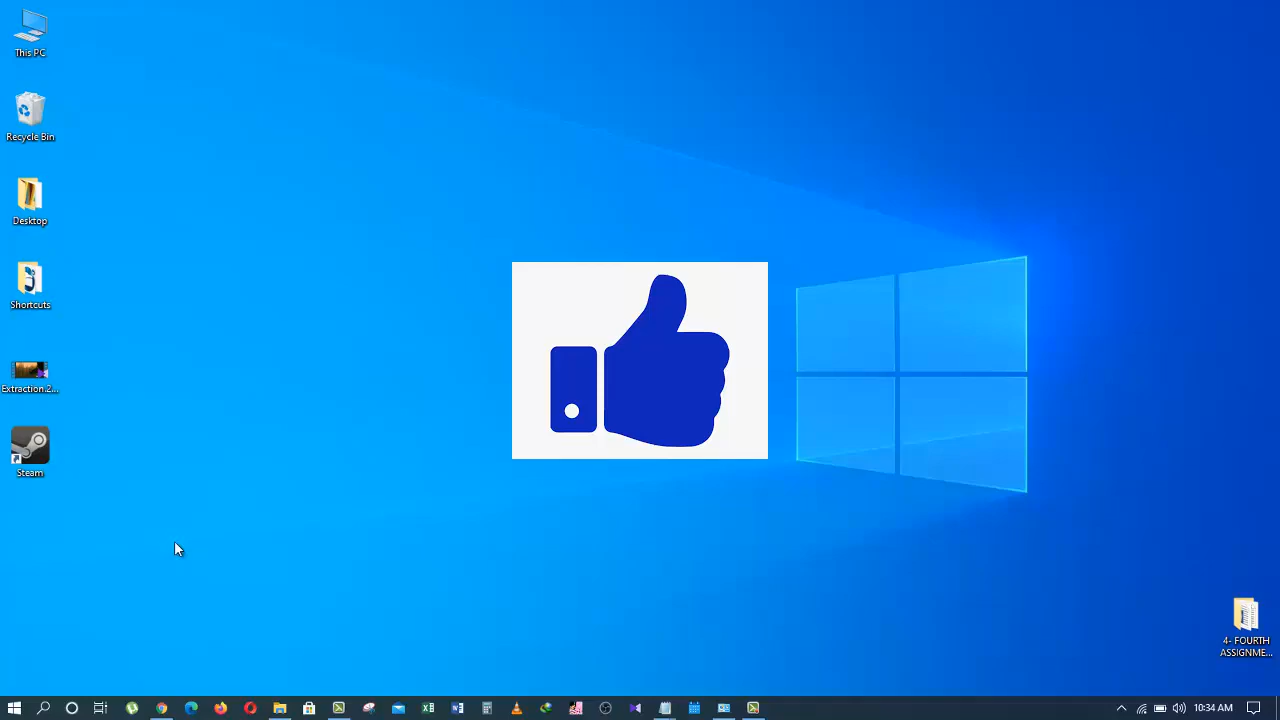 This PC
Recycle Bin
Desktop
Shortcuts
Extraction.2...
Steam
4- FOURTH
ASSIGNME...
10:34 AM